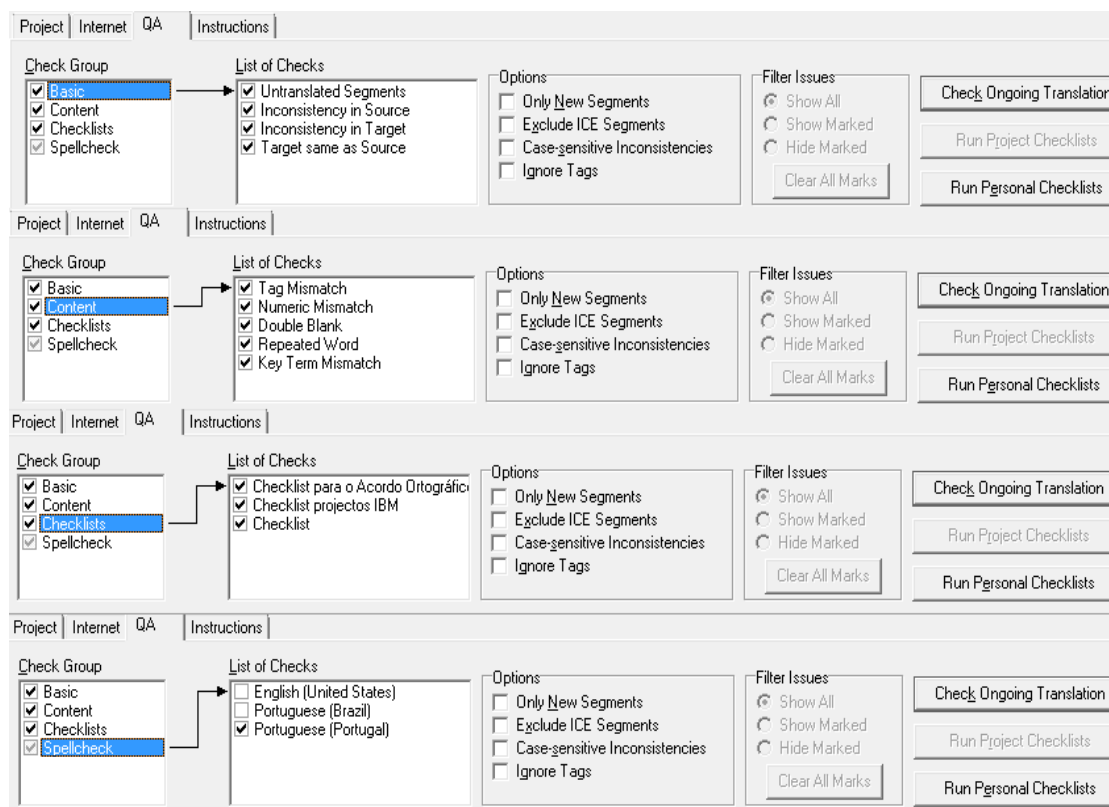 Project Internet QA Instructions
Check Group
Basic
Content
Checklists
Spellcheck
List of Checks
Untranslated Segments
Inconsistency in Source
Inconsistency in Target
Target same as Source
Options
Only New Segments
Exclude ICE Segments
Case-sensitive Inconsistencies
Ignore Tags
Filter Issues
Show All
Show Marked
Hide Marked
Clear All Marks
Check Ongoing Translation
Run Project Checklists
Run Personal Checklists
Project Internet QA Instructions
Check Group
Basic
Content
Checklists
Spellcheck
List of Checks
Tag Mismatch
Numeric Mismatch
Double Blank
Repeated Word
Key Term Mismatch
Options
Only New Segments
Exclude ICE Segments
Case-sensitive Inconsistencies
Ignore Tags
Filter Issues
Show All
Show Marked
Hide Marked
Clear All Marks
Check Ongoing Translation
Run Project Checklists
Run Personal Checklists
Project Internet QA Instructions
Check Group
Basic
Content
Checklists
Spellcheck
List of Checks
Checklist para o Acordo Ortográfic
Checklist projectos IBM
Checklist
Options
Only New Segments
Exclude ICE Segments
Case-sensitive Inconsistencies
Ignore Tags
Filter Issues
Show All
Show Marked
Hide Marked
Clear All Marks
Check Ongoing Translation
Run Project Checklists
Run Personal Checklists
Project Internet QA Instructions
Check Group
Basic
Content
Checklists
Spellcheck
List of Checks
English (United States)
Portuguese (Brazil)
Portuguese (Portugal)
Options
Only New Segments
Exclude ICE Segments
Case-sensitive Inconsistencies
Ignore Tags
Filter Issues
Show All
Show Marked
Hide Marked
Clear All Marks
Check Ongoing Translation
Run Project Checklists
Run Personal Checklists